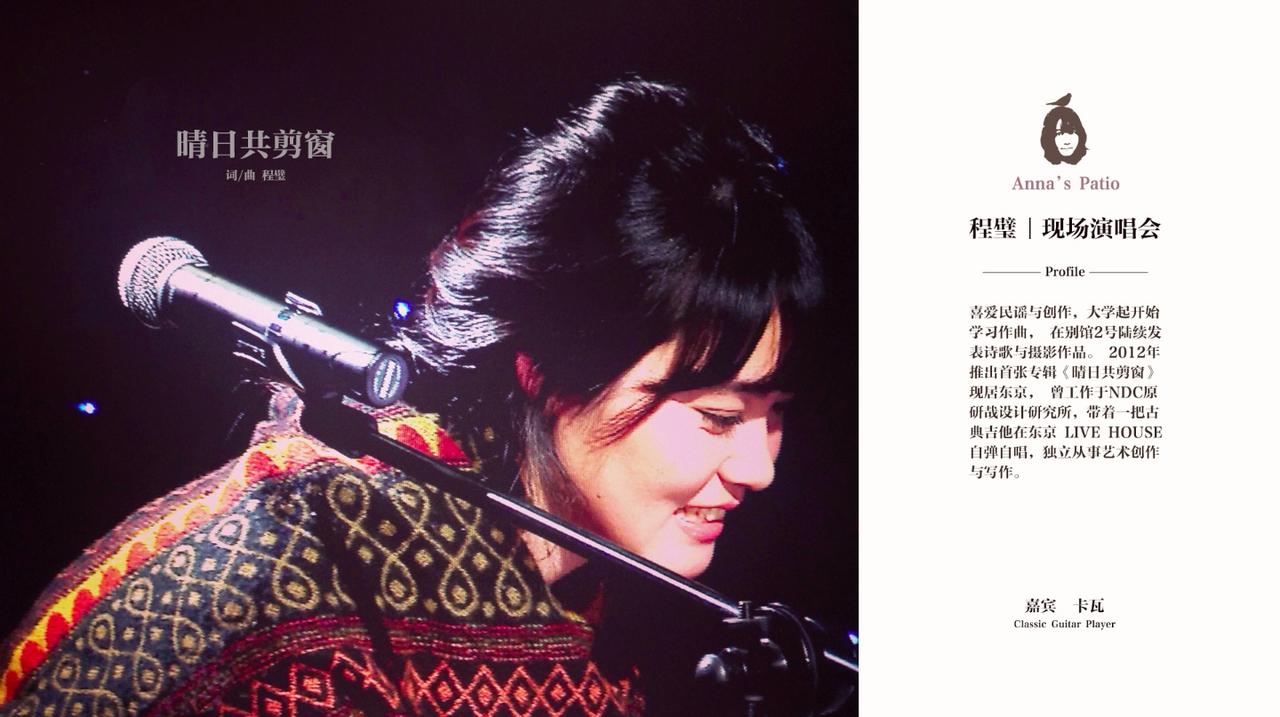 晴日共剪窗
词/曲 程璧
Anna's Patio
程璧｜现场演唱会
Profile
喜爱民谣与创作，大学起开始
学习作曲， 在别馆2号陆续发
表诗歌与摄影作品。 2012年
推出首张专辑《晴日共剪窗》
现居东京， 曾工作于NDC原
研哉设计研究所，带着一把古
典吉他在东京 LIVE HOUSE
自弹自唱，独立从事艺术创作
与写作。
嘉宾 卡瓦
Classic Guitar Player